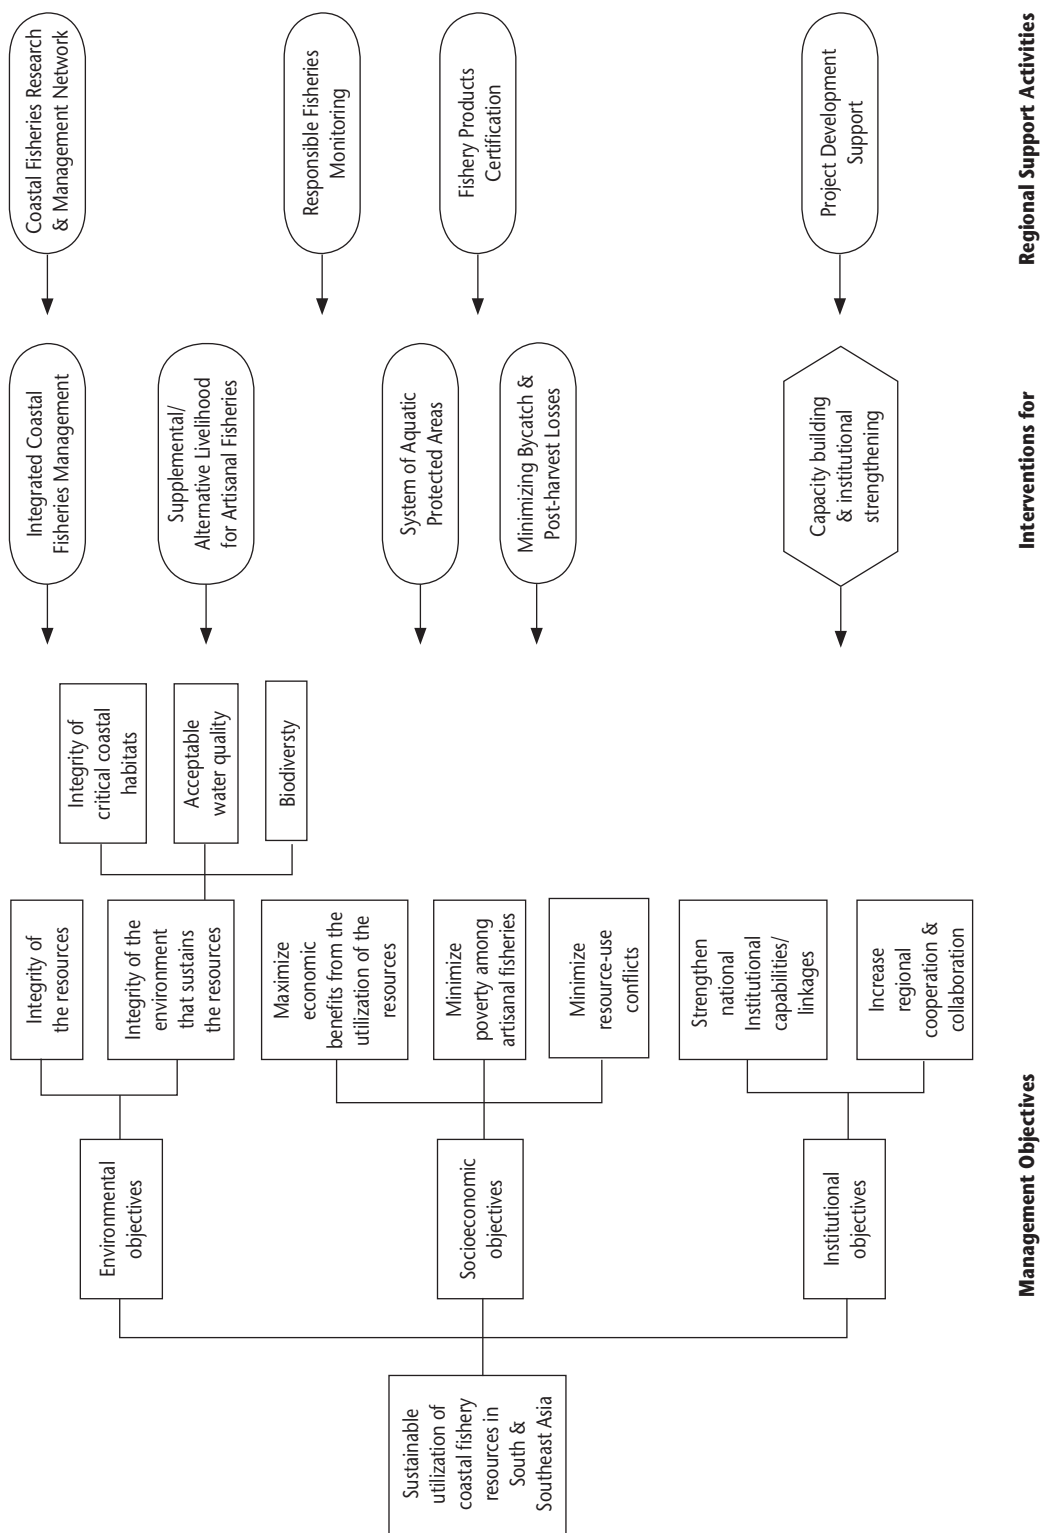 Sustainable
utilization of
coastal fishery
resources in
South &
Southeast Asia
Environmental
objectives
Socioeconomic
objectives
Institutional
objectives
Integrity of
the resources
Integrity of the
environment
that sustains
the resources
Maximize
economic
benefits from the
utilization of the
resources
Minimize
poverty among
artisanal fisheries
Minimize
resource-use
conflicts
Strengthen
national
Institutional
capabilities/
linkages
Increase
regional
cooperation &
collaboration
Integrity of
critical coastal
habitats
Acceptable
water quality
Biodiversty
Integrated Coastal
Fisheries Management
Supplemental/
Alternative Livelihood
for Artisanal Fisheries
System of Aquatic
Protected Areas
Minimizing Bycatch &
Post-harvest Losses
Capacity building
& institutional
strengthening
Coastal Fisheries Research
& Management Network
Responsible Fisheries
Monitoring
Fishery Products
Certification
Project Development
Support
Management Objectives
Interventions for
Regional Support Activities